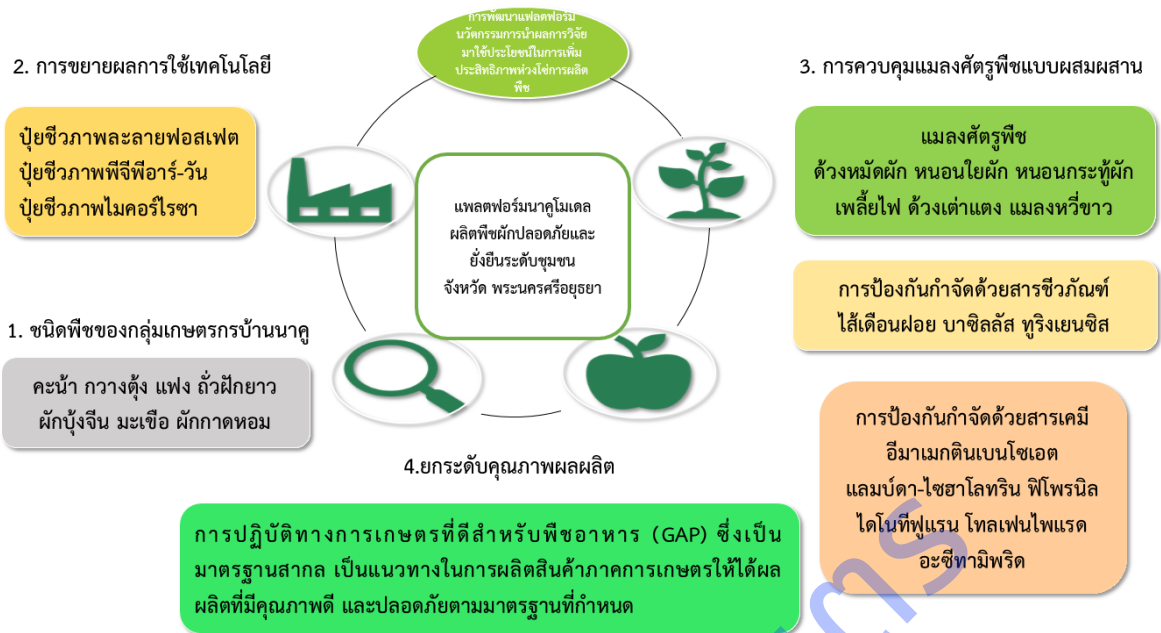 การพัฒนาแฟลตฟอร์ม
นวัตกรรมการนำผลการวิจัย
มาใช้ประโยชน์ในการเพิ่ม
ประสิทธิภาพห่วงโซ่การผลิต
พืช
2. การขยายผลการใช้เทคโนโลยี
ปุ๋ยชีวภาพละลายฟอสเฟต
ปุ๋ยชีวภาพพีจีพีอาร์-วัน
ปุ๋ยชีวภาพไมคอร์ไรซา
1. ชนิดพืชของกลุ่มเกษตรกรบ้านนาคู
คะน้า กวางตุ้ง แฟง ถั่วฝักยาว
ผักบุ้งจีน มะเขือ ผักกาดหอม
แพลตฟอร์มนาคูโมเดล
ผลิตพืชผักปลอดภัยและ
ยั่งยืนระดับชุมชน
จังหวัด พระนครศรีอยุธยา
3. การควบคุมแมลงศัตรูพืชแบบผสมผสาน
แมลงศัตรูพืช
ด้วงหมัดผัก หนอนใยผัก หนอนกระทู้ผัก
เพลี้ยไฟ ด้วงเต่าแตง แมลงหวี่ขาว
การป้องกันกำจัดด้วยสารชีวภัณฑ์
ไส้เดือนฝอย บาซิลลัส ทูริงเยนซิส
การป้องกันกำจัดด้วยสารเคมี
อีมาเมกตินเบนโซเอต
แลมบ์ดา-ไซฮาโลทริน ฟิโพรนิล
ไดโนทีฟูแรน โทลเฟนไพแรด
อะซีทามิพริด
4.ยกระดับคุณภาพผลผลิต
การปฏิบัติทางการเกษตรที่ดีสำหรับพืชอาหาร (GAP) ซึ่งเป็น
มาตรฐานสากล เป็นแนวทางในการผลิตสินค้าภาคการเกษตรให้ได้ผล
ผลิตที่มีคุณภาพดี และปลอดภัยตามมาตรฐานที่กำหนด